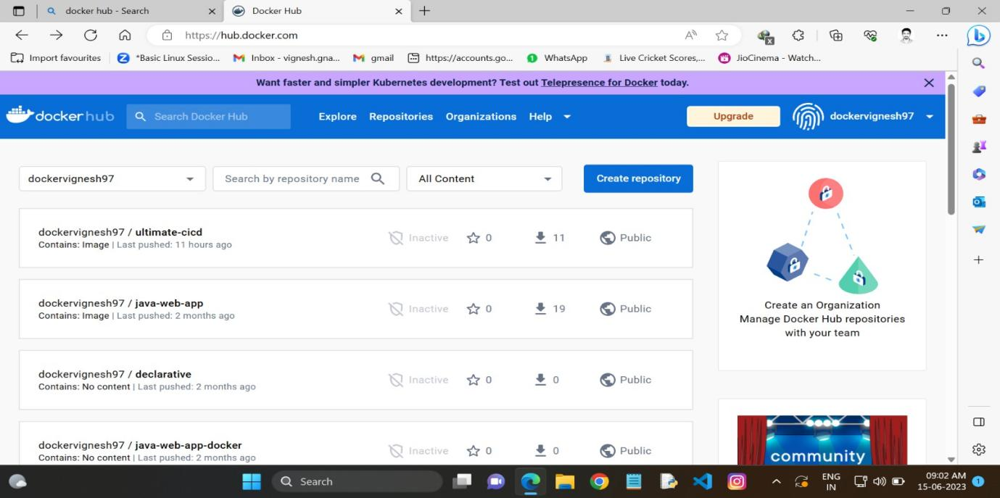 docker hub - Search
Docker Hub
https://hub.docker.com
Import favourites
*Basic Linux Sessio...
Inbox - vignesh.gna...
gmail
https://accounts.go...
WhatsApp
Live Cricket Scores,...
JioCinema - Watch...
Want faster and simpler Kubernetes development? Test out Telepresence for Docker today.
dockerhub
Search Docker Hub
Explore
Repositories
Organizations
Help
Upgrade
dockervignesh97
dockervignesh97
Search by repository name
All Content
Create repository
dockervignesh97 / ultimate-cicd
Contains: Image | Last pushed: 11 hours ago
Inactive
0
11
Public
dockervignesh97 / java-web-app
Contains: Image | Last pushed: 2 months ago
Inactive
0
19
Public
dockervignesh97 / declarative
Contains: No content | Last pushed: 2 months ago
Inactive
0
0
Public
dockervignesh97 / java-web-app-docker
Contains: No content | Last pushed: 2 months ago
Inactive
0
0
Public
Create an Organization
Manage Docker Hub repositories
with your team
community
Search
ENG
IN
09:02 AM
15-06-2023
1